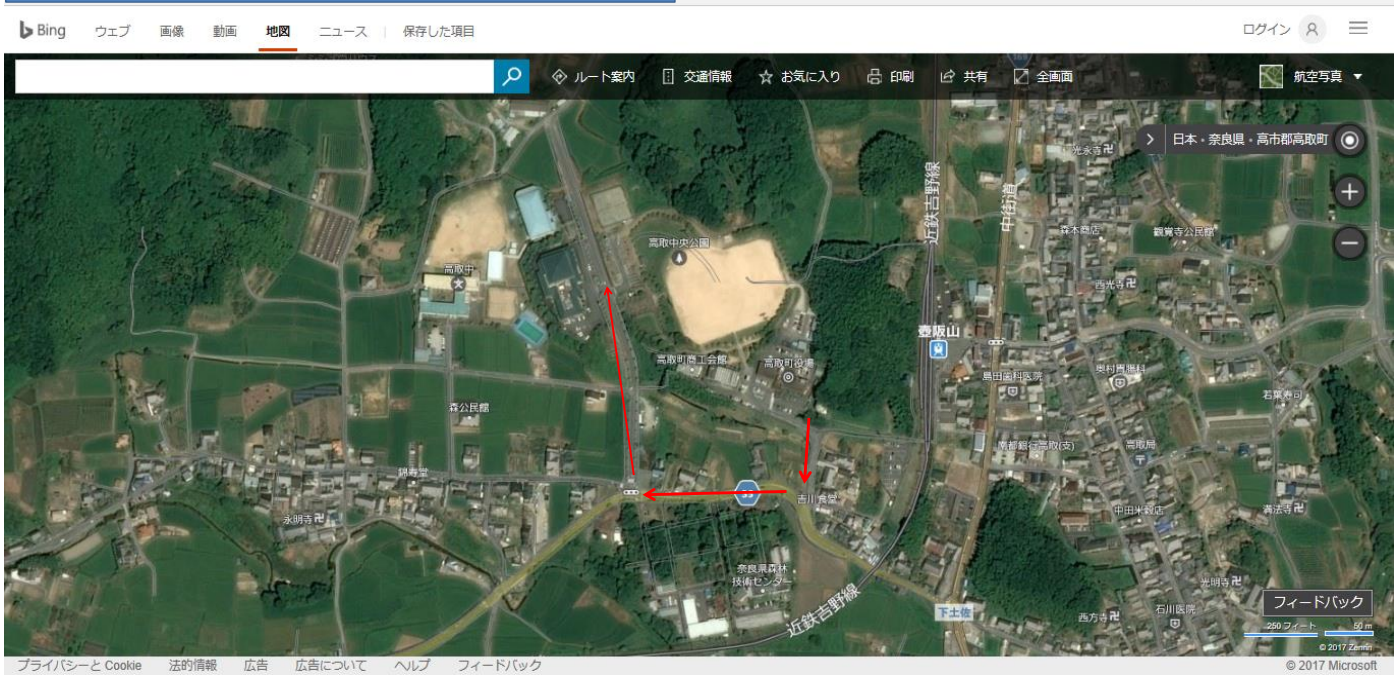 Bing
ウェブ
画像
動画
地図
ニュース
保存した項目
ログイン
ルート案内
交通情報
お気に入り
印刷
共有
全画面
航空写真
日本・奈良県・高市郡高取町
光永寺
近鉄吉野線
中街道
森本商店
観覚寺公民館
高取中央公園
高取中
西光寺
壺阪山
高取町商工会館
高取町役場
島田歯科医院
奥村胃腸科
若葉寿司
森公民館
南都銀行高取(支)
高取局
錦寿堂
吉川食堂
中田米穀店
満法寺
永明寺
奈良県森林
技術センター
光明寺
近鉄吉野線
下土佐
西方寺
石川医院
フィードバック
250 フィート
50 m
© 2017 Zenrin
プライバシーと Cookie
法的情報
広告
広告について
ヘルプ
フィードバック
© 2017 Microsoft